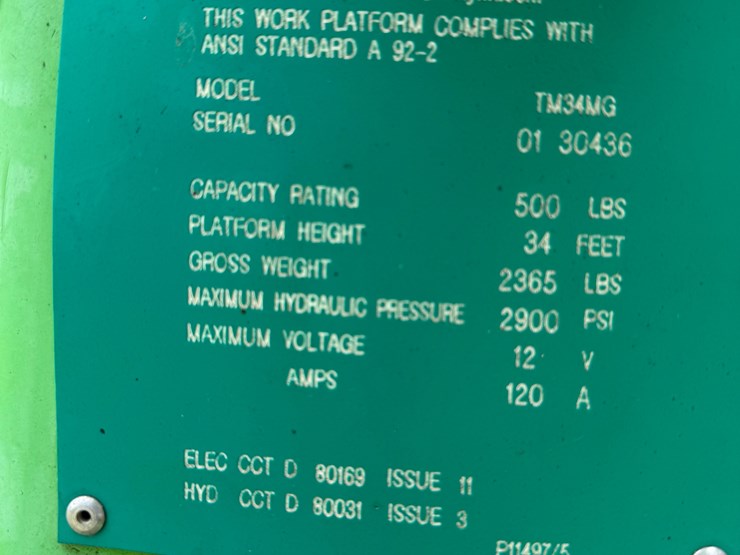 THIS WORK PLATFORM COMPLIES WITH
ANSI STANDARD A 92-2
MODEL TM34MG
SERIAL NO 01 30436
CAPACITY RATING 500 LBS
PLATFORM HEIGHT 34 FEET
GROSS WEIGHT 2365 LBS
MAXIMUM HYDRAULIC PRESSURE 2900 PSI
MAXIMUM VOLTAGE 12 V
AMPS 120 A
ELEC CCT D 80169 ISSUE 11
HYD CCT D 80031 ISSUE 3
P11497/5